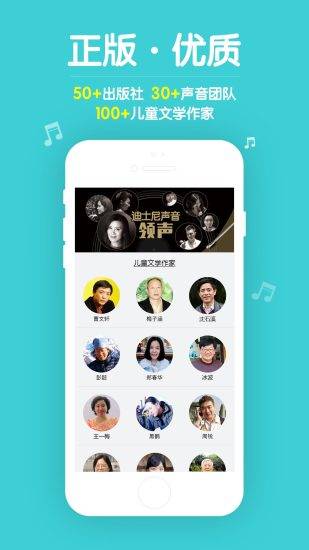 正版·优质
50+出版社 30+声音团队
100+儿童文学作家
迪士尼声音
领声
儿童文学作家
曹文轩
梅子涵
沈石溪
彭懿
郑春华
冰波
王一梅
黑鹤
周锐